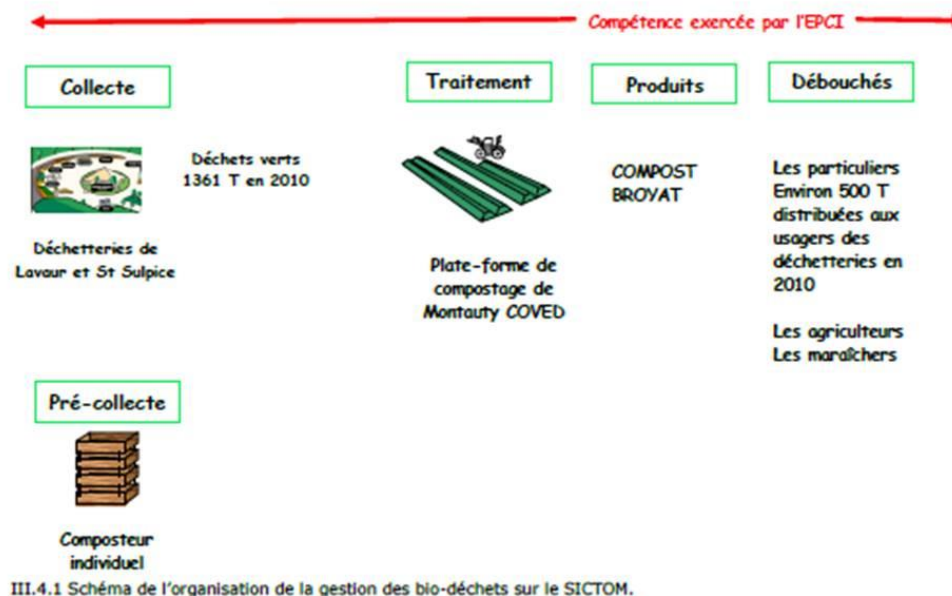 Compétence exercée par l'EPCI
Collecte
Traitement
Produits
Débouchés
Déchets verts
1361 T en 2010
Déchetteries de
Lavaur et St Sulpice
Plate-forme de
compostage de
Montauty COVED
COMPOST
BROYAT
Les particuliers
Environ 500 T
distribuées aux
usagers des
déchetteries en
2010
Les agriculteurs
Les maraîchers
Pré-collecte
Composteur
individuel
III.4.1 Schéma de l'organisation de la gestion des bio-déchets sur le SICTOM.